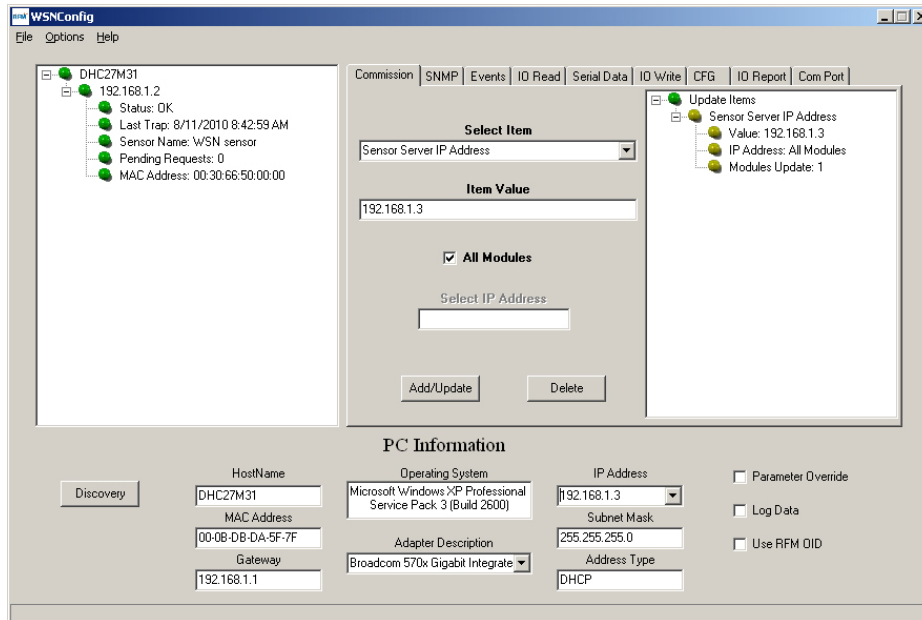 WSNConfig
File Options Help
DHC27M31
192.168.1.2
Status: OK
Last Trap: 8/11/2010 8:42:59 AM
Sensor Name: WSN sensor
Pending Requests: 0
MAC Address: 00:30:66:50:00:00
Commission SNMP Events IO Read Serial Data IO Write CFG IO Report Com Port
Select Item
Sensor Server IP Address
Item Value
192.168.1.3
All Modules
Select IP Address
Add/Update Delete
Update Items
Sensor Server IP Address
Value: 192.168.1.3
IP Address: All Modules
Modules Update: 1
PC Information
Discovery
HostName
DHC27M31
MAC Address
00-0B-DB-DA-5F-7F
Gateway
192.168.1.1
Operating System
Microsoft Windows XP Professional
Service Pack 3 (Build 2600)
Adapter Description
Broadcom 570x Gigabit Integrate
IP Address
192.168.1.3
Subnet Mask
255.255.255.0
Address Type
DHCP
Parameter Override
Log Data
Use RFM OID